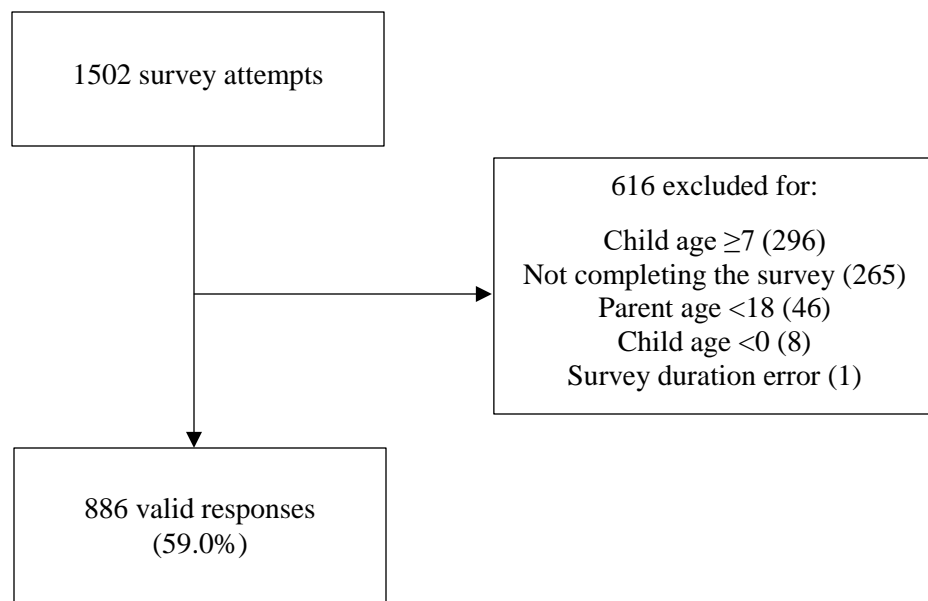 1502 survey attempts
616 excluded for:
Child age ≥7 (296)
Not completing the survey (265)
Parent age <18 (46)
Child age <0 (8)
Survey duration error (1)
886 valid responses
(59.0%)